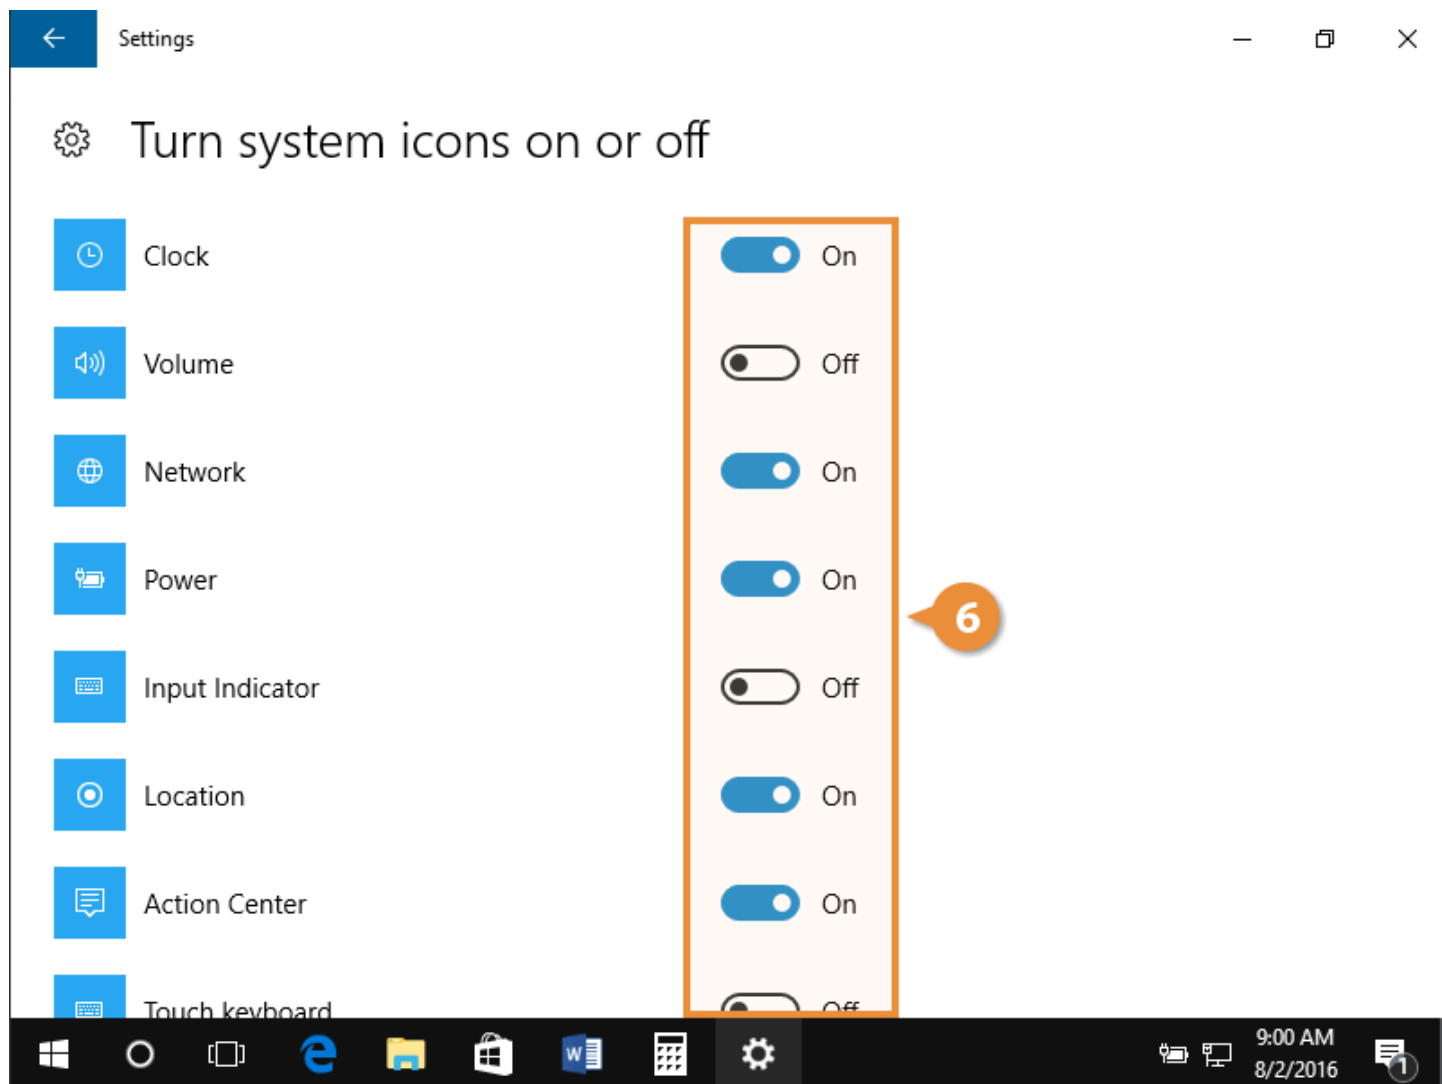 Settings
Turn system icons on or off
Clock On
Volume Off
Network On
Power On
6
Input Indicator Off
Location On
Action Center On
Touch keyboard Off
9:00 AM
8/2/2016
1